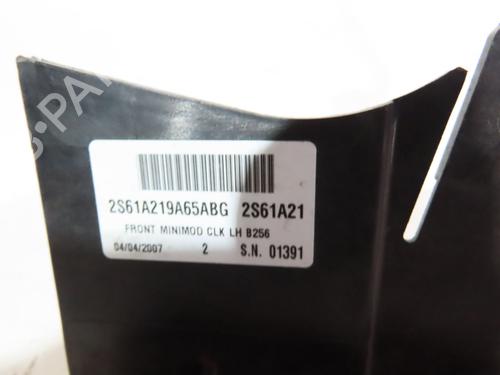 2S61A219A65ABG 2S61A21
FRONT MINIMOD CLK LH B256
04/04/2007 2 S.N. 01391